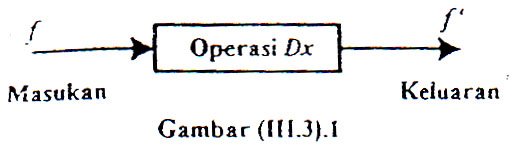 f
f'
Operasi Dx
Masukan
Keluaran
Gambar (III.3).1